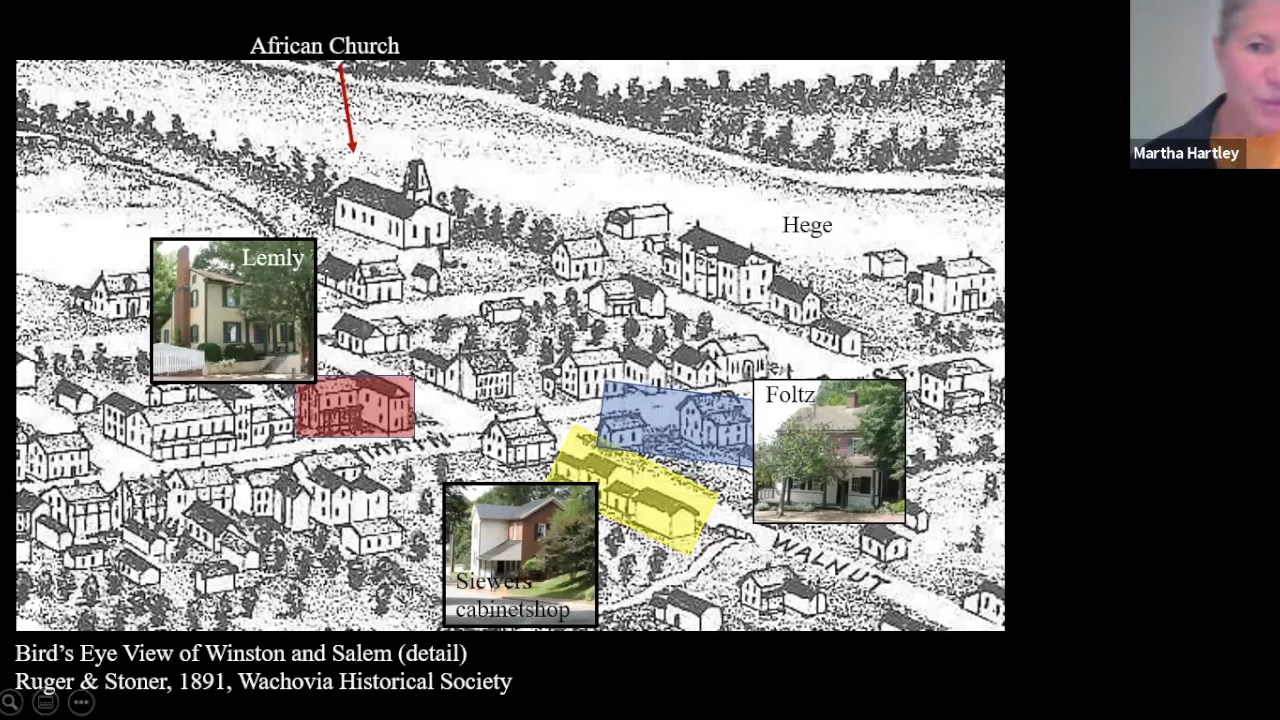 African Church
Martha Hartley
Hege
Lemly
Foltz
MAIN
Siewers
cabinetshop
WALNUT
Bird's Eye View of Winston and Salem (detail)
Ruger & Stoner, 1891, Wachovia Historical Society